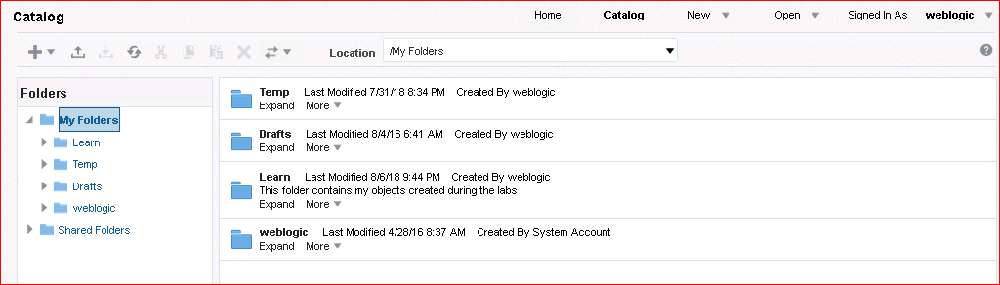 Catalog
Home Catalog New Open Signed In As weblogic
Location /My Folders
Folders
My Folders
Learn
Temp
Drafts
weblogic
Shared Folders
Temp Last Modified 7/31/18 8:34 PM Created By weblogic
Expand More
Drafts Last Modified 8/4/16 6:41 AM Created By weblogic
Expand More
Learn Last Modified 8/6/18 9:44 PM Created By weblogic
This folder contains my objects created during the labs
Expand More
weblogic Last Modified 4/28/16 8:37 AM Created By System Account
Expand More